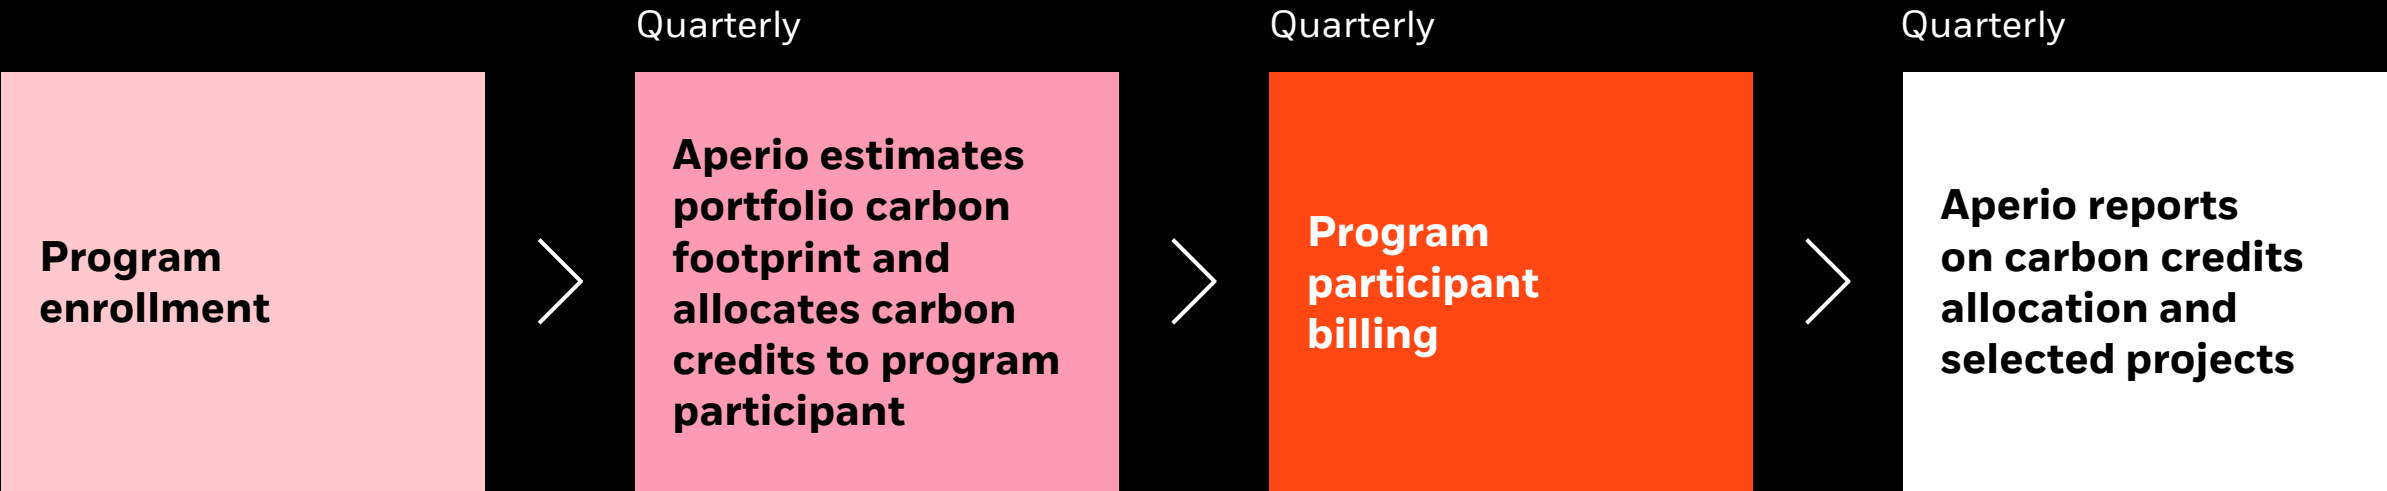 Program
enrollment
Quarterly
Aperio estimates
portfolio carbon
footprint and
allocates carbon
credits to program
participant
Quarterly
Program
participant
billing
Quarterly
Aperio reports
on carbon credits
allocation and
selected projects